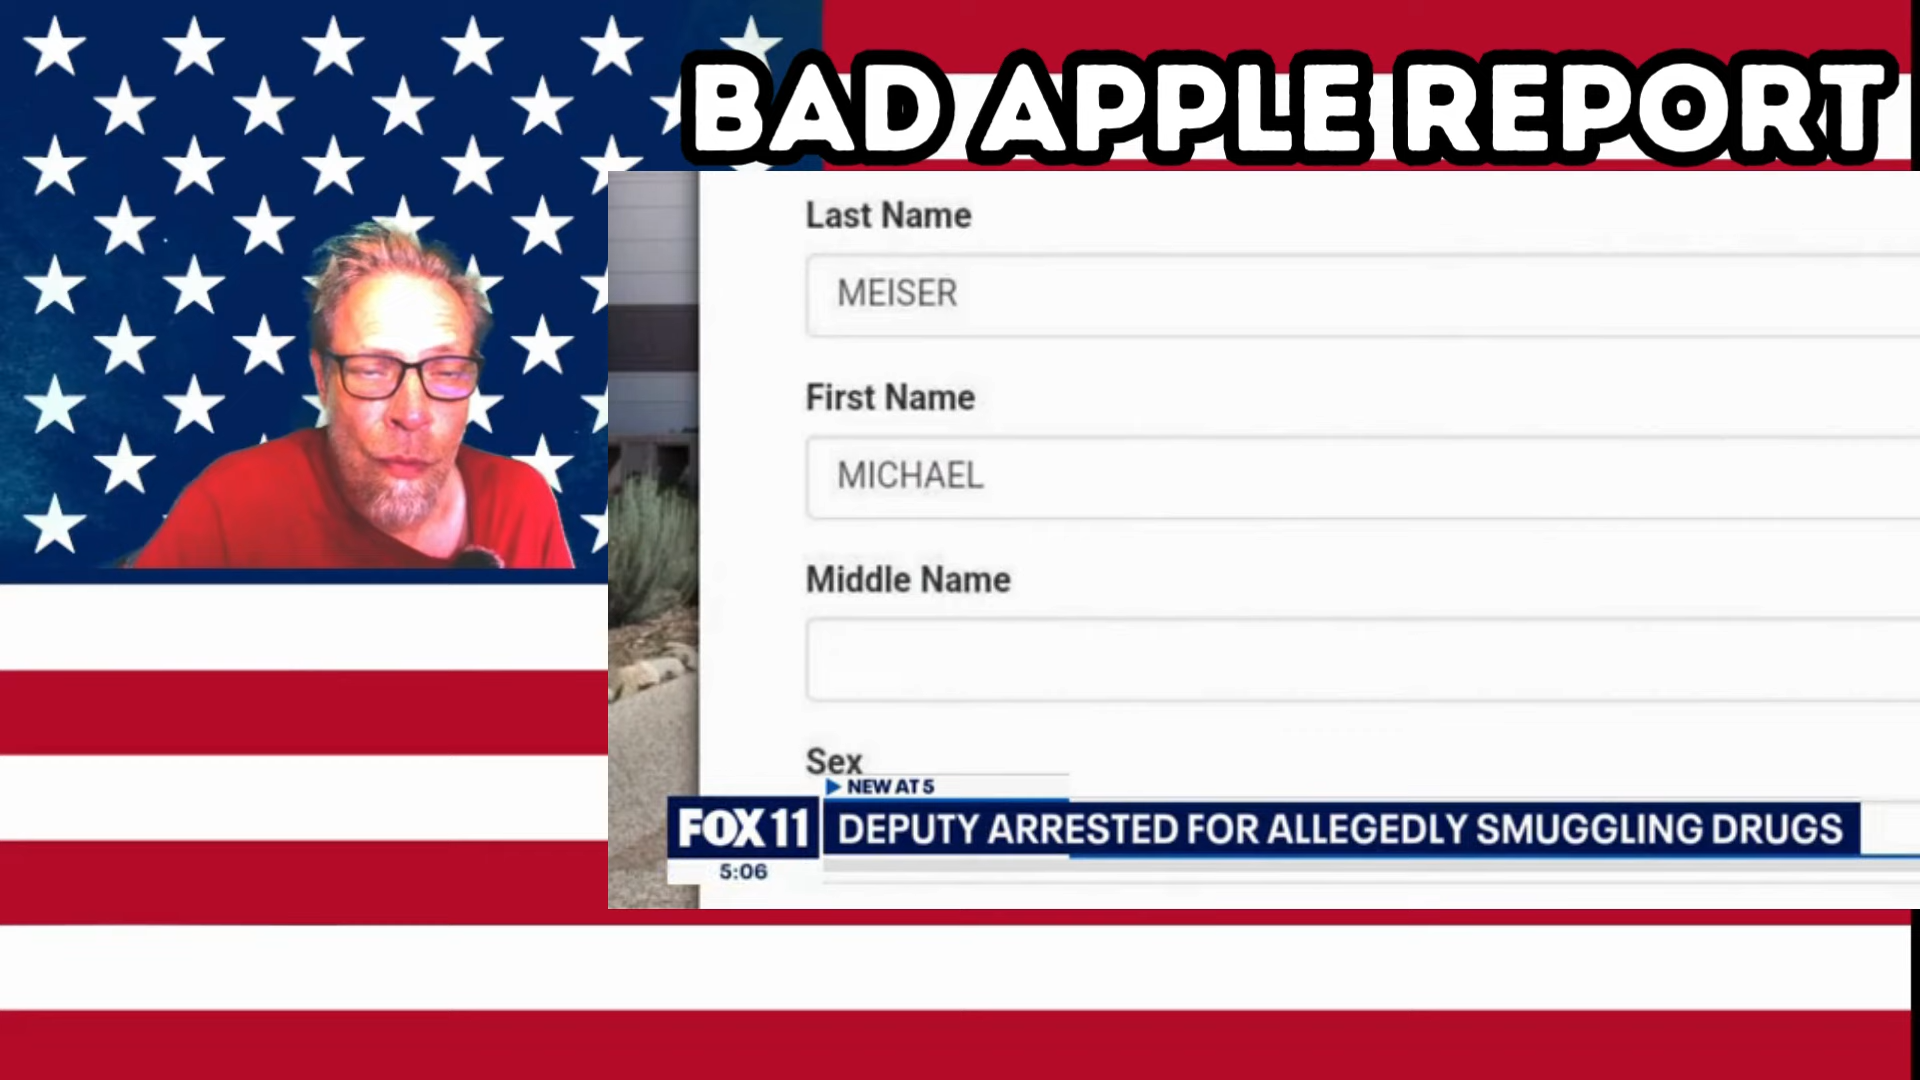 BAD APPLE REPORT
Last Name
MEISER
First Name
MICHAEL
Middle Name
Sex
NEW AT 5
FOX 11
DEPUTY ARRESTED FOR ALLEGEDLY SMUGGLING DRUGS
5:06